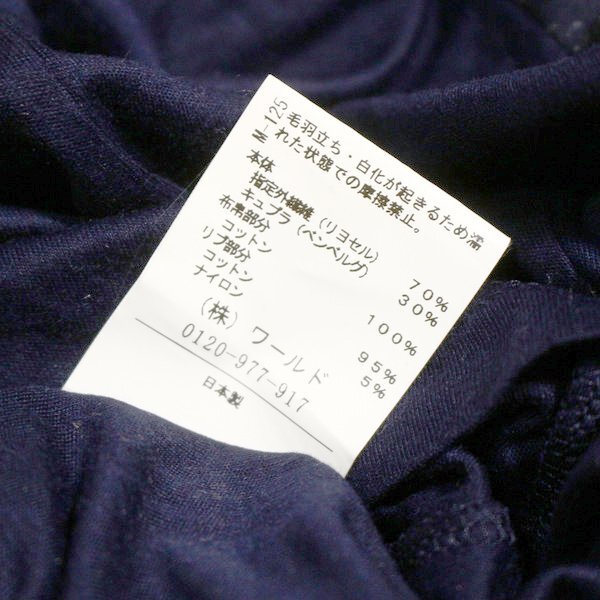 N-125
毛羽立ち・白化が起きるため濡
れた状態での摩擦禁止。
本体
指定外繊維（リヨセル） 70％
キュプラ（ベンベルグ） 30％
布帛部分
コットン 100％
リブ部分
コットン 95％
ナイロン 5％
（株）ワールド
0120-977-917
日本製